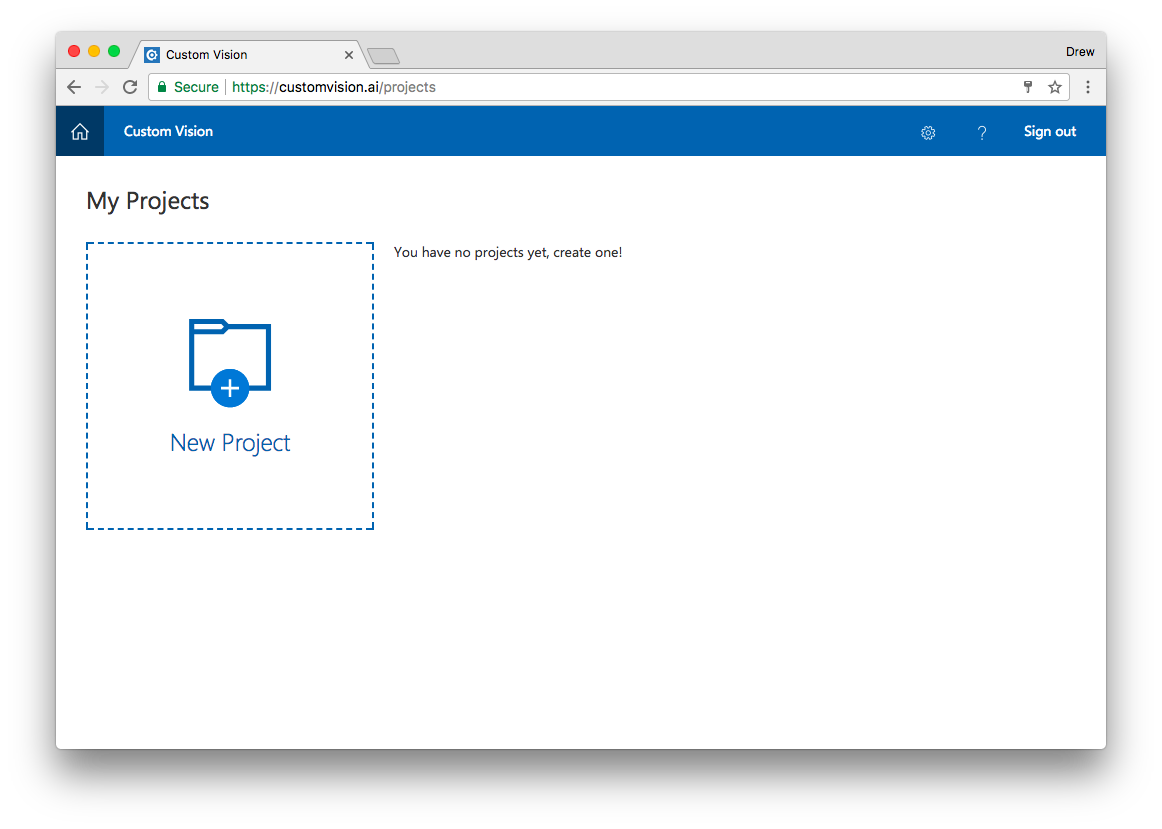 Custom Vision
Drew
Secure https://customvision.ai/projects
Custom Vision ? Sign out
My Projects
You have no projects yet, create one!
New Project